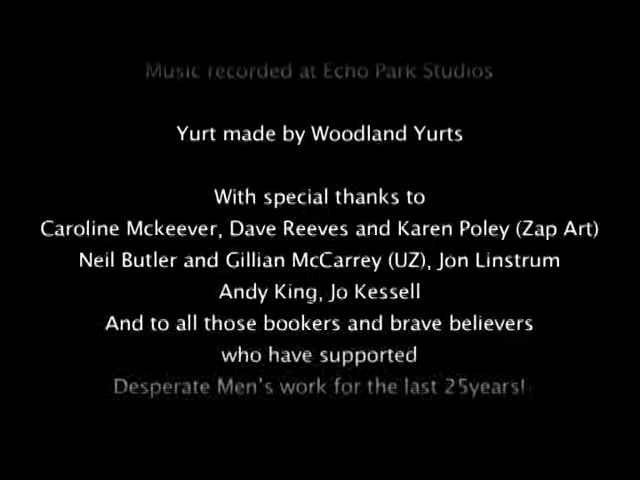 Music recorded at Echo Park Studios
Yurt made by Woodland Yurts
With special thanks to
Caroline Mckeever, Dave Reeves and Karen Poley (Zap Art)
Neil Butler and Gillian McCarrey (UZ), Jon Linstrum
Andy King, Jo Kessell
And to all those bookers and brave believers
who have supported
Desperate Men's work for the last 25years!